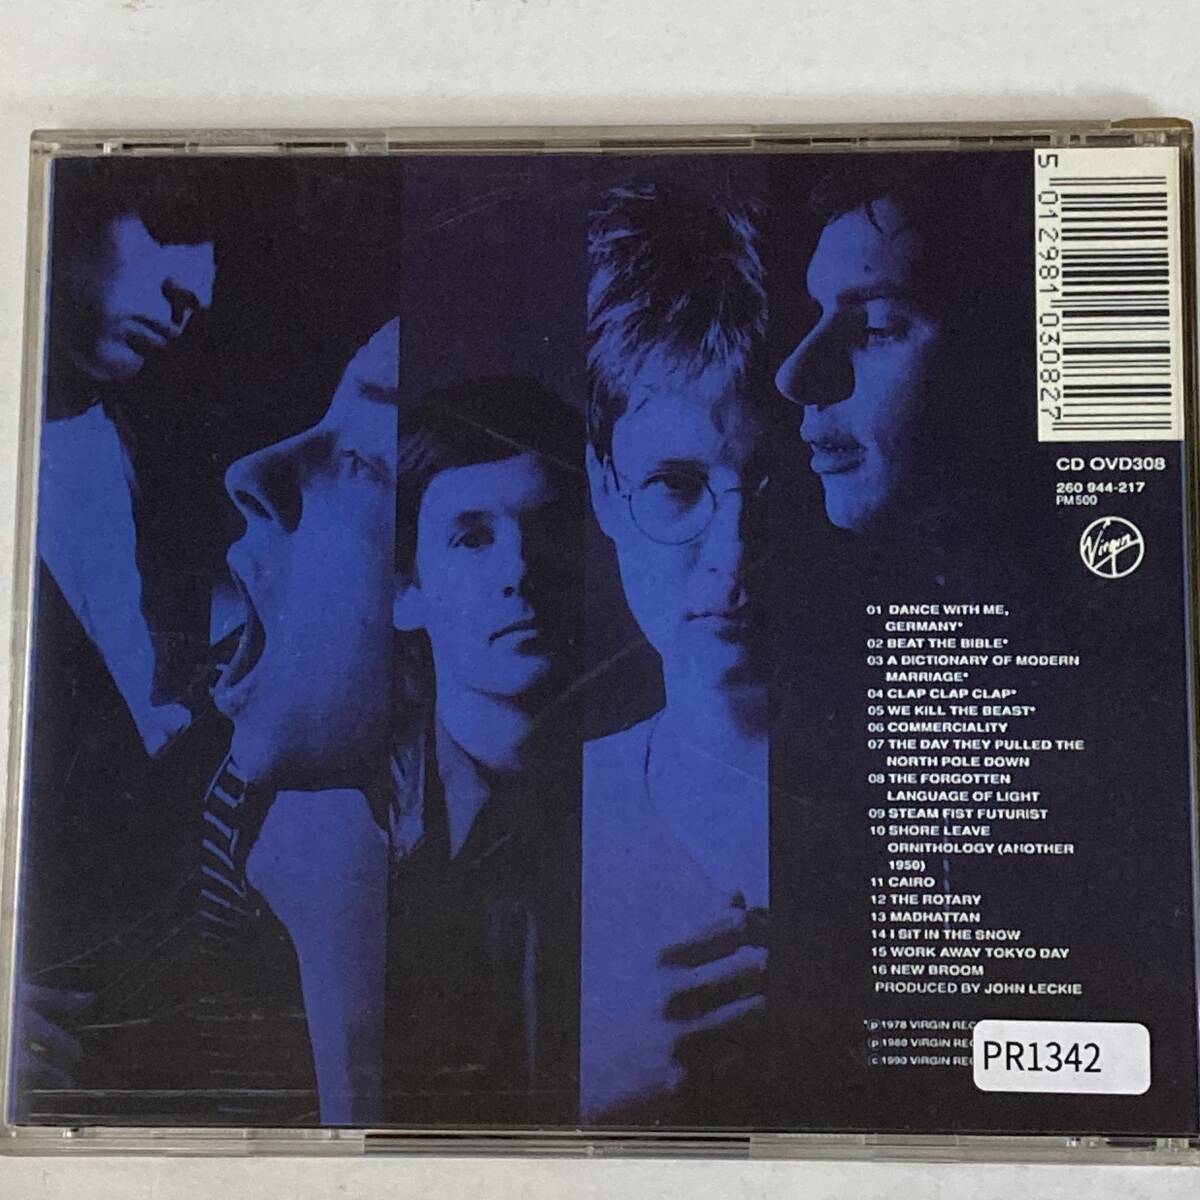 5 012981 030827
CD OVD308
260 944-217
PM500
Virgin
01 DANCE WITH ME,
GERMANY*
02 BEAT THE BIBLE*
03 A DICTIONARY OF MODERN
MARRIAGE*
04 CLAP CLAP CLAP*
05 WE KILL THE BEAST*
06 COMMERCIALITY
07 THE DAY THEY PULLED THE
NORTH POLE DOWN
08 THE FORGOTTEN
LANGUAGE OF LIGHT
09 STEAM FIST FUTURIST
10 SHORE LEAVE
ORNITHOLOGY (ANOTHER
1950)
11 CAIRO
12 THE ROTARY
13 MADHATTAN
14 I SIT IN THE SNOW
15 WORK AWAY TOKYO DAY
16 NEW BROOM
PRODUCED BY JOHN LECKIE
*℗1978 VIRGIN REC
℗1980 VIRGIN REC
©1990 VIRGIN REC
PR1342